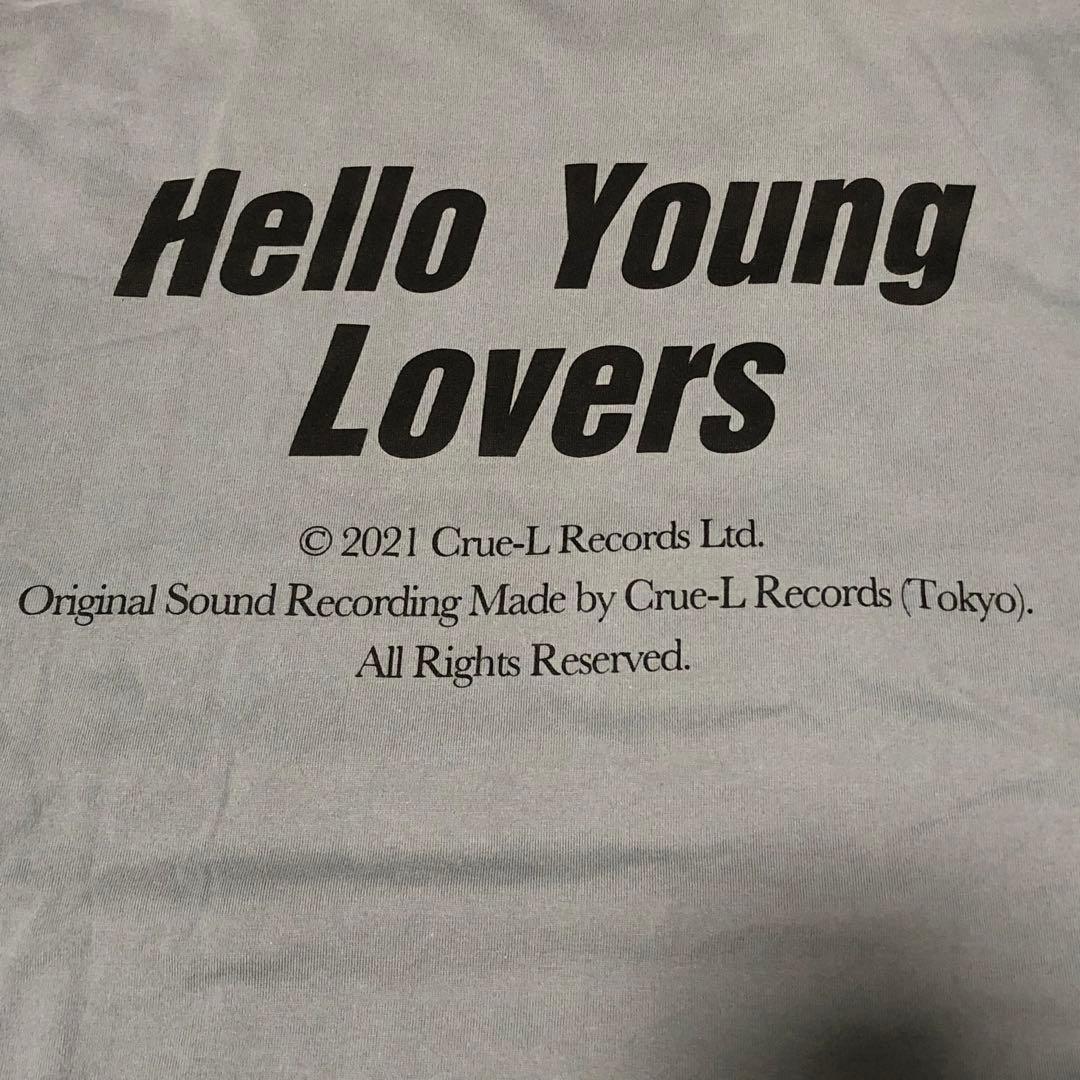 Hello Young
Lovers
© 2021 Crue-L Records Ltd.
Original Sound Recording Made by Crue-L Records (Tokyo).
All Rights Reserved.